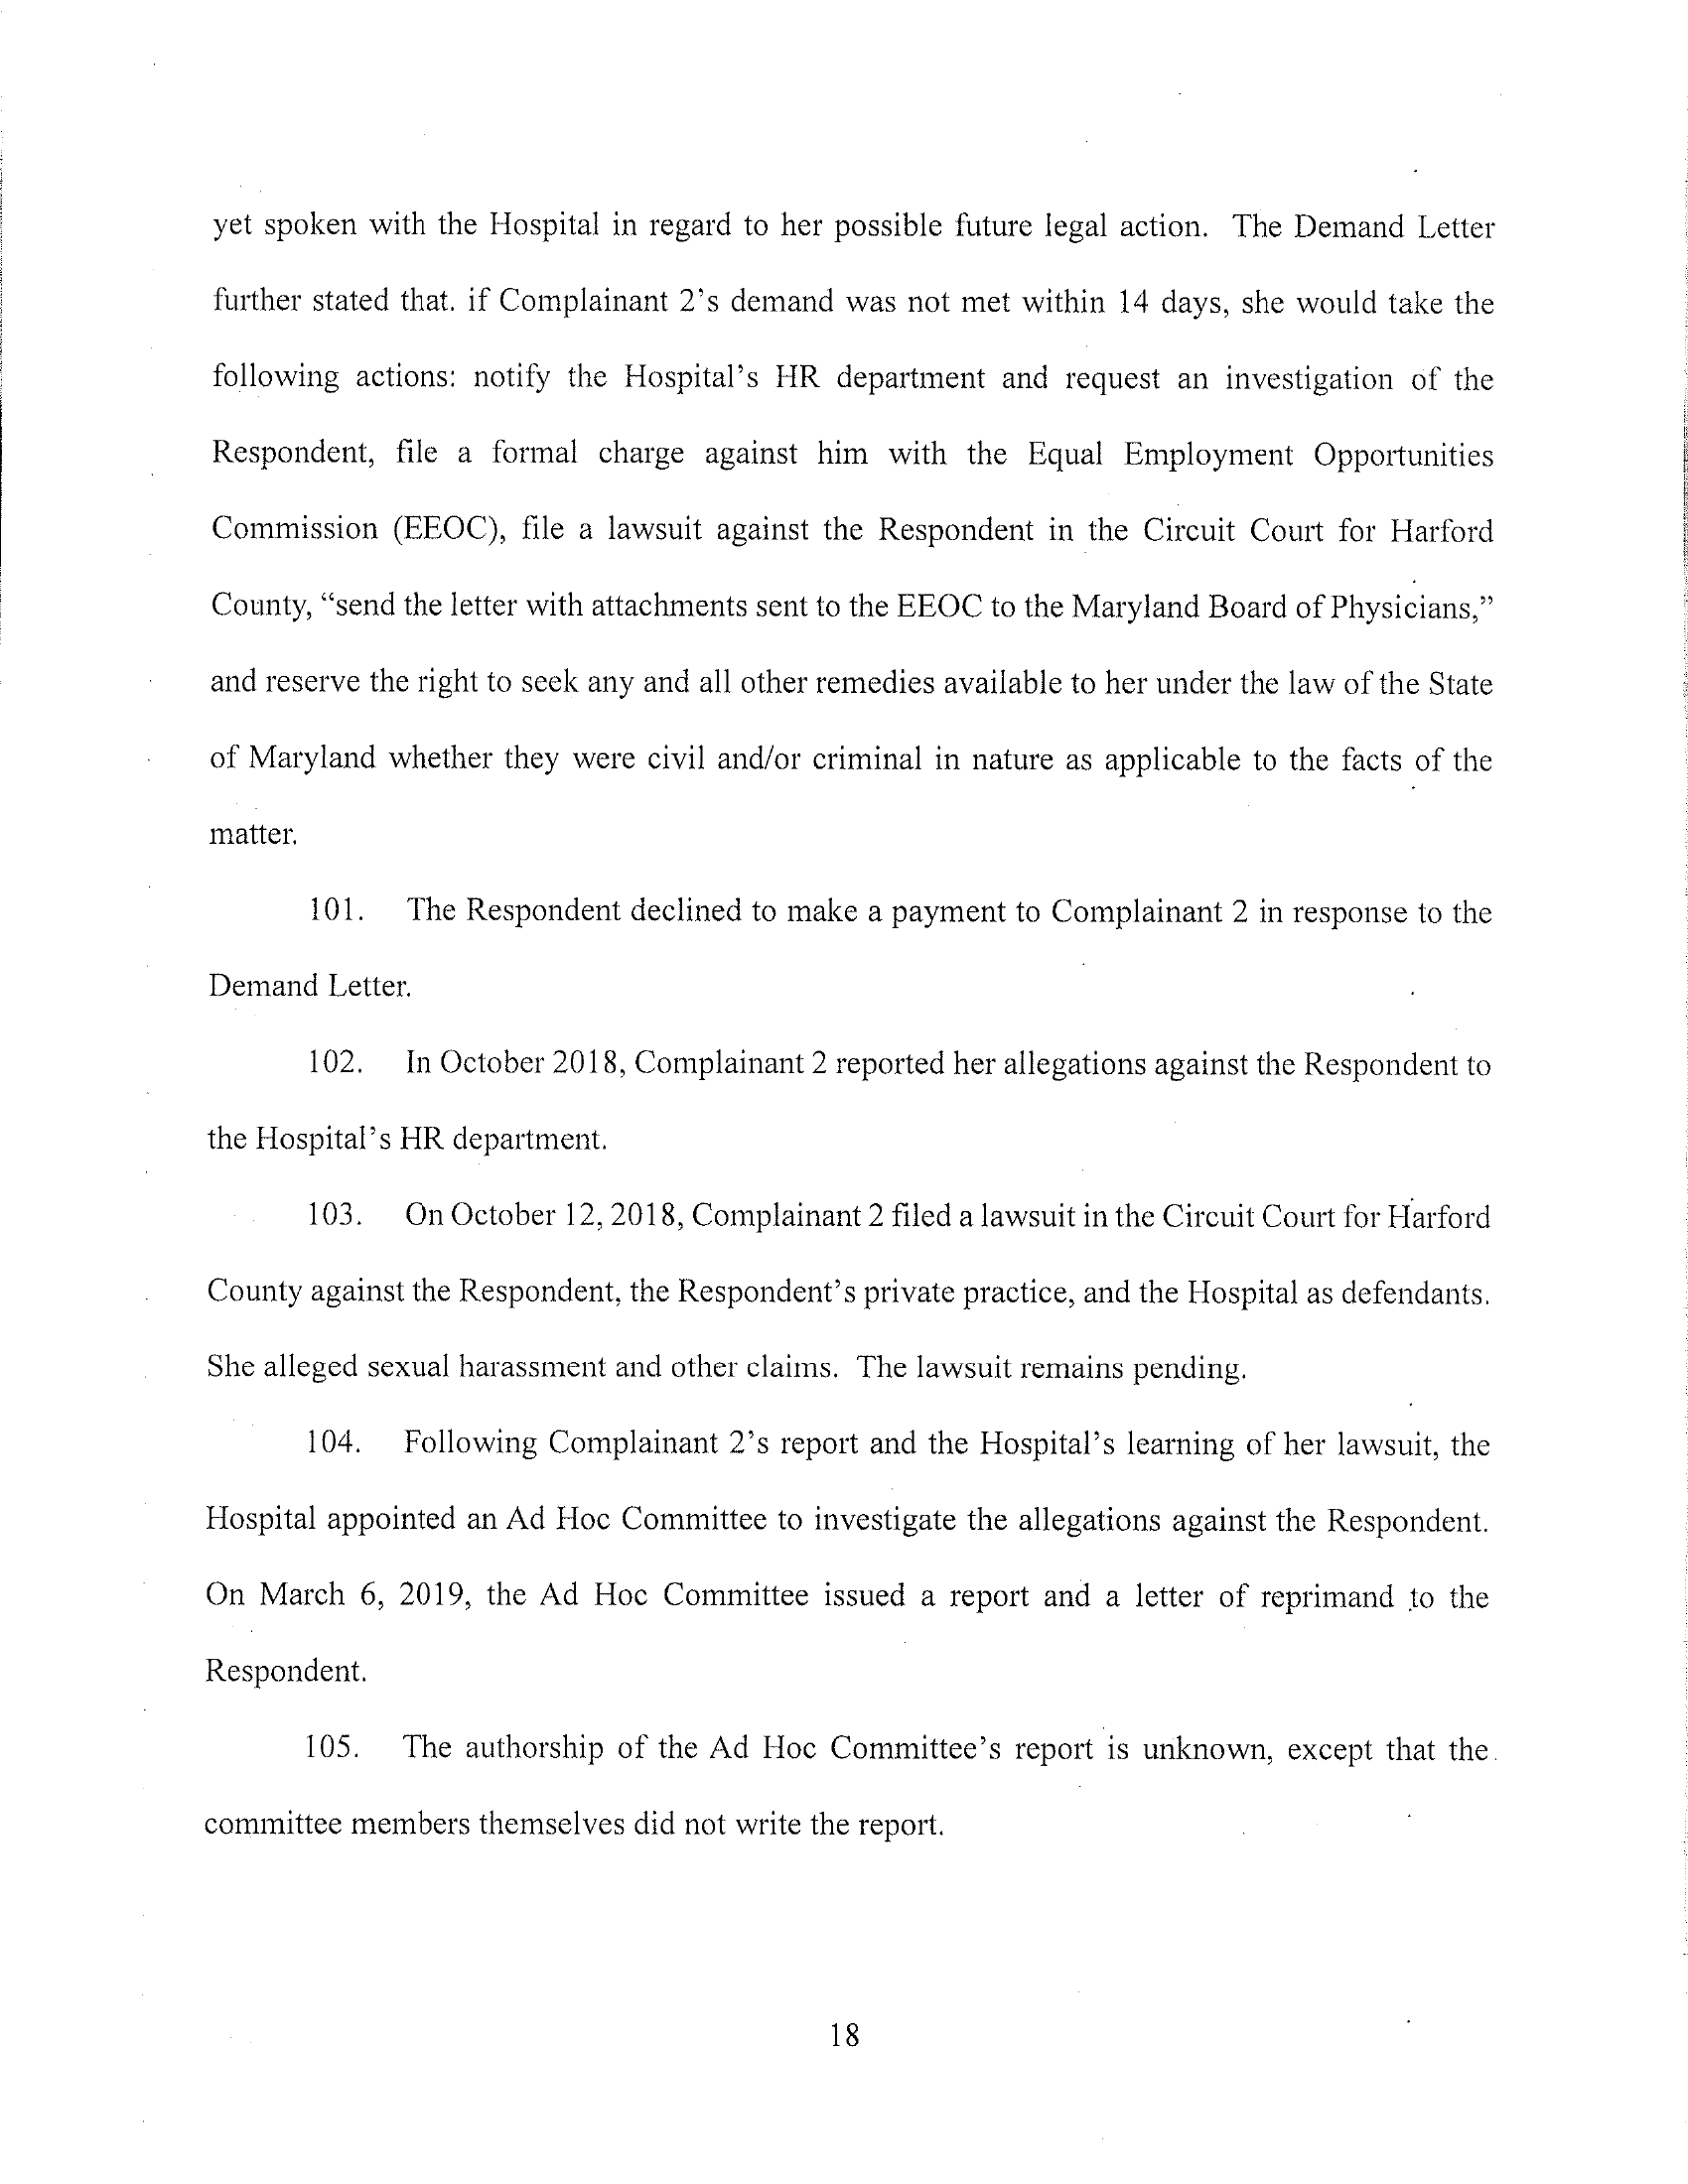 yet spoken with the Hospital in regard to her possible future legal action. The Demand Letter
further stated that. if Complainant 2's demand was not met within 14 days, she would take the
following actions: notify the Hospital's HR department and request an investigation of the
Respondent, file a formal charge against him with the Equal Employment Opportunities
Commission (EEOC), file a lawsuit against the Respondent in the Circuit Court for Harford
County, “send the letter with attachments sent to the EEOC to the Maryland Board of Physicians,”
and reserve the right to seek any and all other remedies available to her under the law of the State
of Maryland whether they were civil and/or criminal in nature as applicable to the facts of the
matter.
101. The Respondent declined to make a payment to Complainant 2 in response to the
Demand Letter.
102. In October 2018, Complainant 2 reported her allegations against the Respondent to
the Hospital's HR department.
103. On October 12, 2018, Complainant 2 filed a lawsuit in the Circuit Court for Harford
County against the Respondent, the Respondent's private practice, and the Hospital as defendants.
She alleged sexual harassment and other claims. The lawsuit remains pending.
104. Following Complainant 2's report and the Hospital's learning of her lawsuit, the
Hospital appointed an Ad Hoc Committee to investigate the allegations against the Respondent.
On March 6, 2019, the Ad Hoc Committee issued a report and a letter of reprimand to the
Respondent.
105. The authorship of the Ad Hoc Committee's report is unknown, except that the
committee members themselves did not write the report.
18